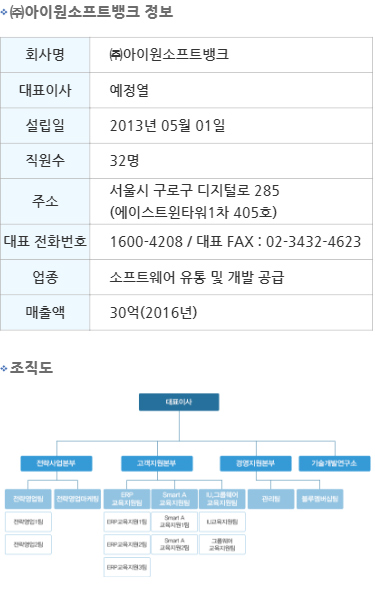 ㈜아이원소프트뱅크 정보
회사명 ㈜아이원소프트뱅크
대표이사 예정열
설립일 2013년 05월 01일
직원수 32명
주소 서울시 구로구 디지털로 285
(에이스트윈타워1차 405호)
대표 전화번호 1600-4208 / 대표 FAX : 02-3432-4623
업종 소프트웨어 유통 및 개발 공급
매출액 30억(2016년)
조직도
대표이사
전략사업본부 고객지원본부 경영지원본부 기술개발연구소
전략영업팀 전략영업마케팀 ERP
교육지원팀 Smart A
교육지원팀 ILL그룹웨어
교육지원팀 관리팀 블루멤버십팀
전략영업1팀 ERP교육지원1팀 Smart A
교육지원1팀 ILL교육지원팀
전략영업2팀 ERP교육지원2팀 Smart A
교육지원2팀 그룹웨어
교육지원팀
ERP교육지원3팀